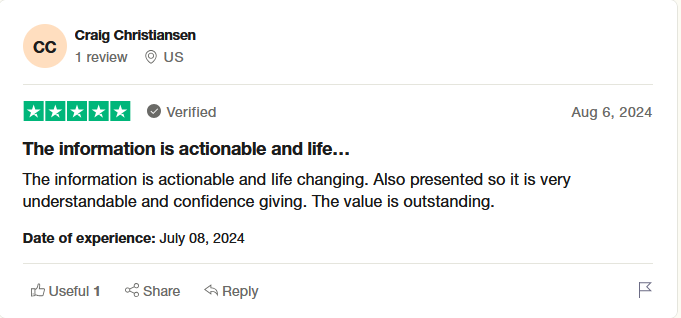 CC
Craig Christiansen
1 review US
Verified
Aug 6, 2024
The information is actionable and life…
The information is actionable and life changing. Also presented so it is very
understandable and confidence giving. The value is outstanding.
Date of experience: July 08, 2024
Useful 1 Share Reply